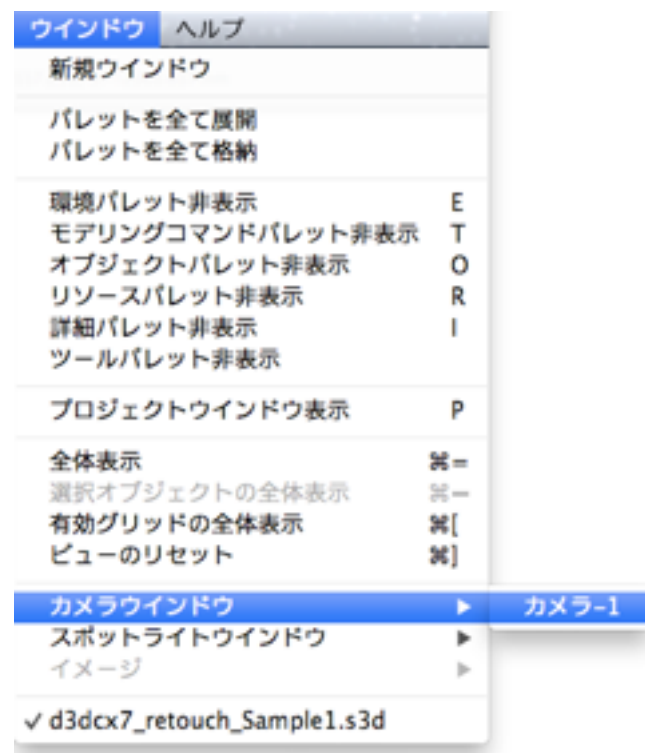 ウインドウ ヘルプ
新規ウインドウ
パレットを全て展開
パレットを全て格納
環境パレット非表示 E
モデリングコマンドパレット非表示 T
オブジェクトパレット非表示 O
リソースパレット非表示 R
詳細パレット非表示 I
ツールパレット非表示
プロジェクトウインドウ表示 P
全体表示 ⌘=
選択オブジェクトの全体表示 ⌘-
有効グリッドの全体表示 ⌘[
ビューのリセット ⌘]
カメラウインドウ ▶ カメラ-1
スポットライトウインドウ ▶
イメージ ▶
✓ d3dcx7_retouch_Sample1.s3d